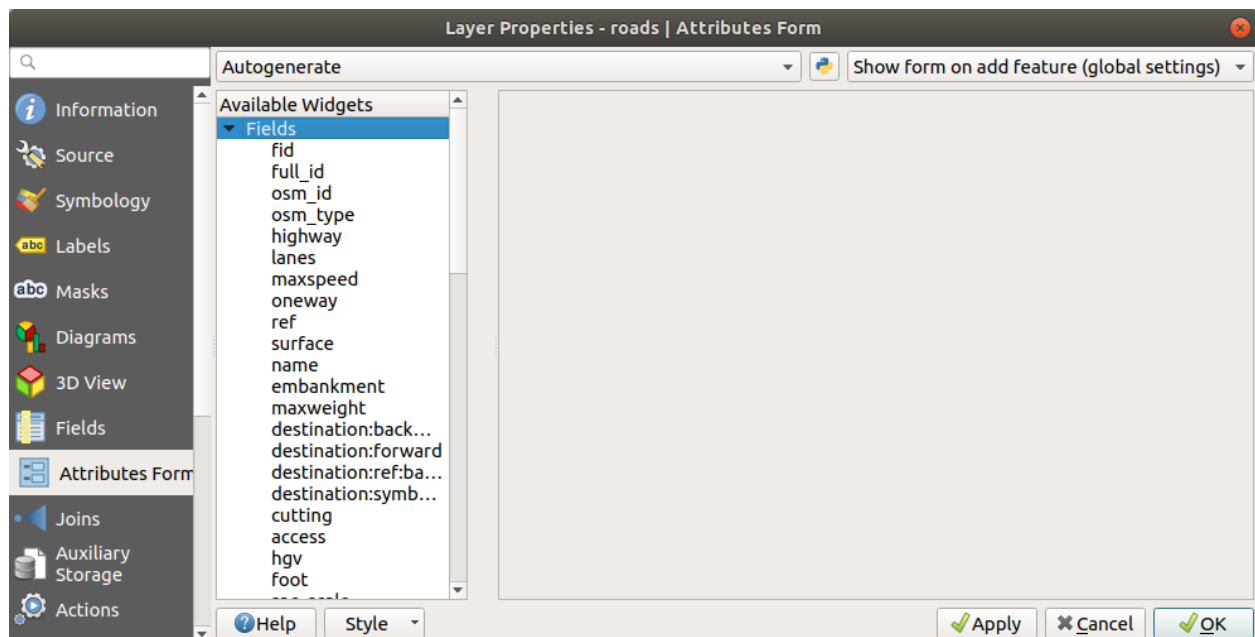 Layer Properties - roads | Attributes Form
Autogenerate
Show form on add feature (global settings)
Information
Source
Symbology
abc Labels
abc Masks
Diagrams
3D View
Fields
Attributes Form
Joins
Auxiliary
Storage
Actions
Available Widgets
Fields
fid
full_id
osm_id
osm_type
highway
lanes
maxspeed
oneway
ref
surface
name
embankment
maxweight
destination:back...
destination:forward
destination:ref:ba...
destination:symb...
cutting
access
hgv
foot
Help
Style
Apply
Cancel
OK